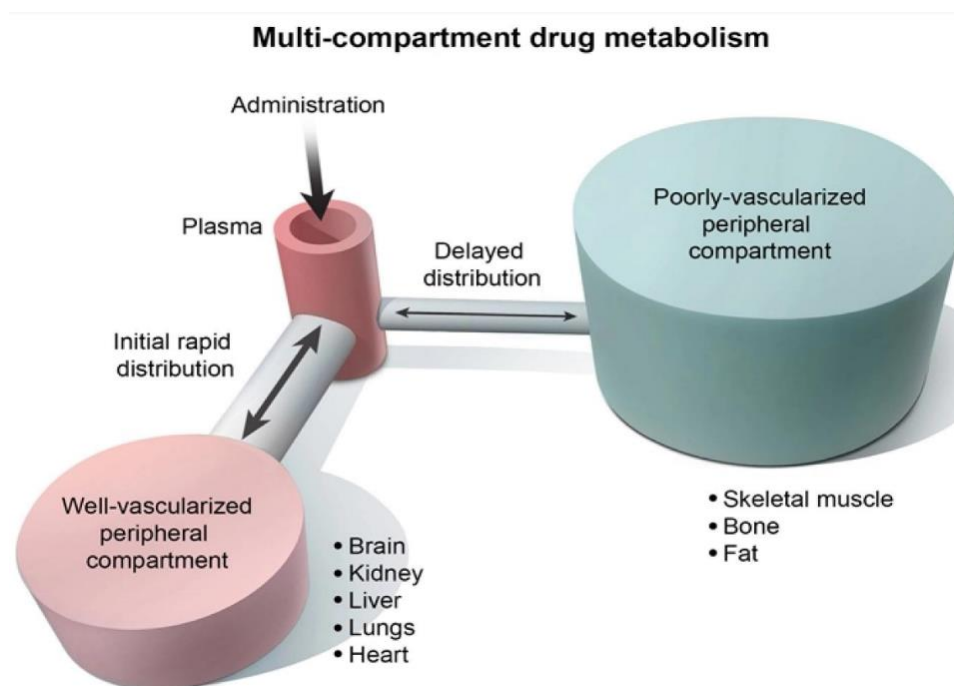 Multi-compartment drug metabolism
Administration
Plasma
Delayed
distribution
Poorly-vascularized
peripheral
compartment
Initial rapid
distribution
Well-vascularized
peripheral
compartment
• Brain
• Kidney
• Liver
• Lungs
• Heart
• Skeletal muscle
• Bone
• Fat